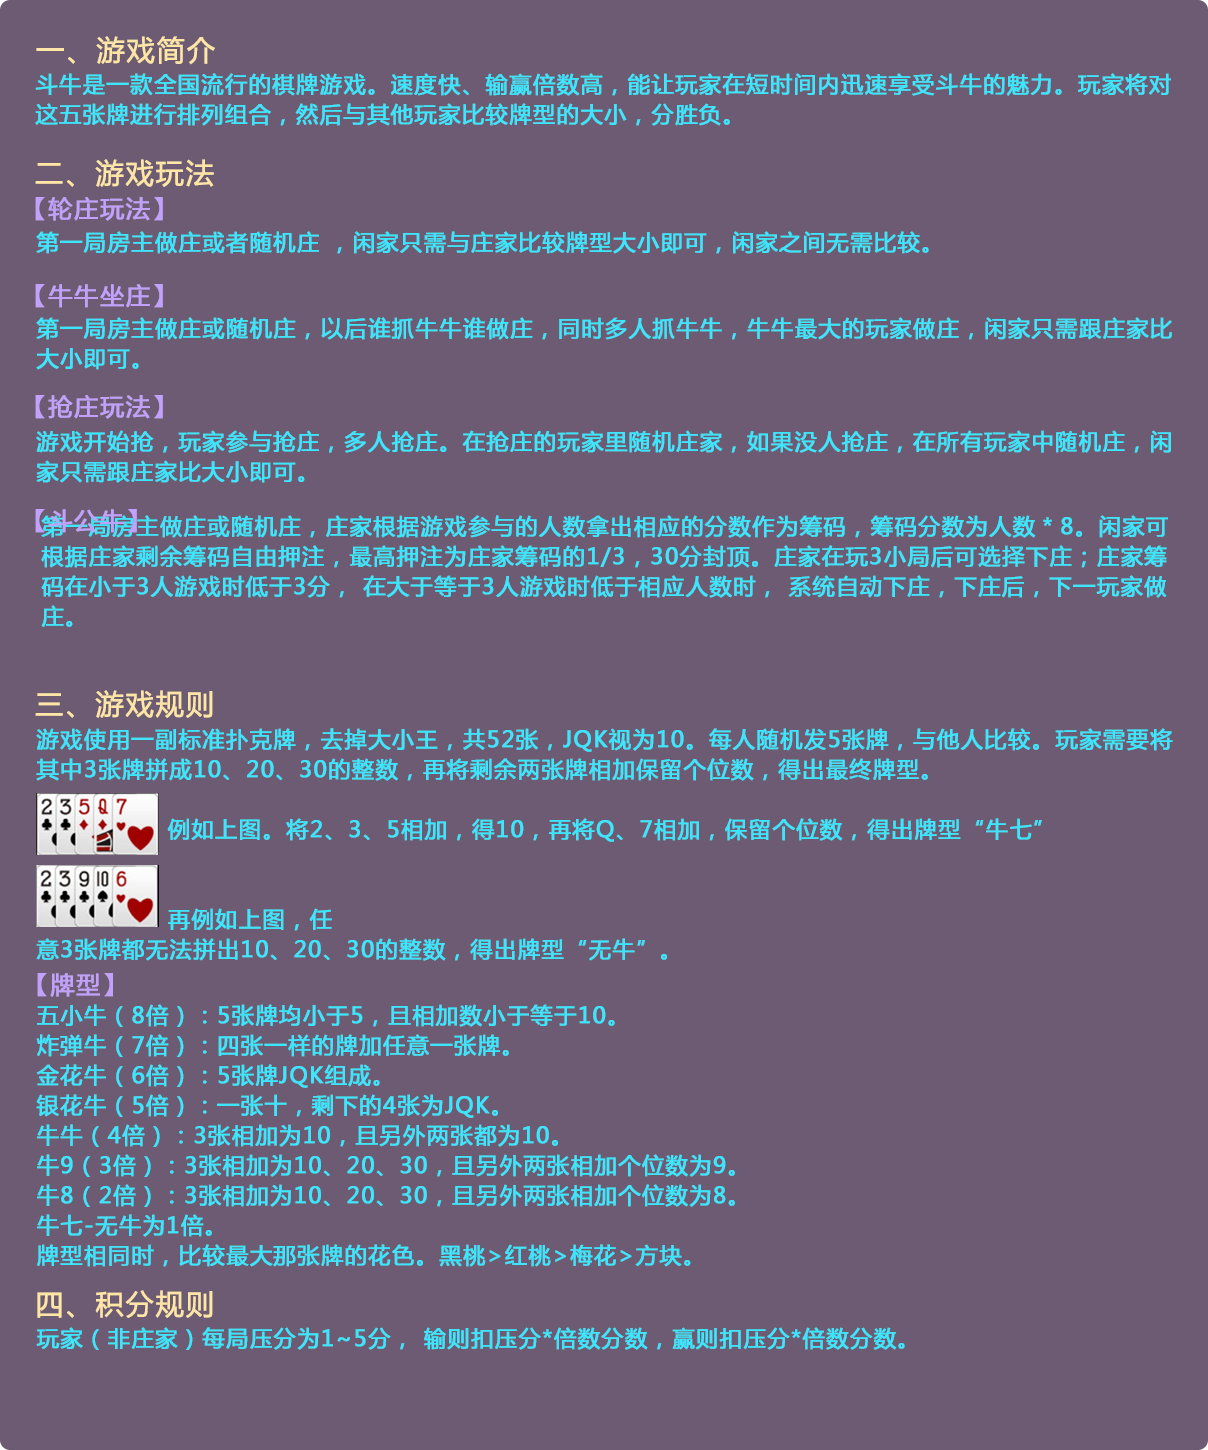 一、游戏简介
斗牛是一款全国流行的棋牌游戏。速度快、输赢倍数高，能让玩家在短时间内迅速享受斗牛的魅力。玩家将对
这五张牌进行排列组合，然后与其他玩家比较牌型的大小，分胜负。
二、游戏玩法
【轮庄玩法】
第一局房主做庄或者随机庄 ，闲家只需与庄家比较牌型大小即可，闲家之间无需比较。
【牛牛坐庄】
第一局房主做庄或随机庄，以后谁抓牛牛谁做庄，同时多人抓牛牛，牛牛最大的玩家做庄，闲家只需跟庄家比
大小即可。
【抢庄玩法】
游戏开始抢，玩家参与抢庄，多人抢庄。在抢庄的玩家里随机庄家，如果没人抢庄，在所有玩家中随机庄，闲
家只需跟庄家比大小即可。
【斗公牛】
第一局房主做庄或随机庄，庄家根据游戏参与的人数拿出相应的分数作为筹码，筹码分数为人数 * 8。闲家可
根据庄家剩余筹码自由押注，最高押注为庄家筹码的1/3，30分封顶。庄家在玩3小局后可选择下庄；庄家筹
码在小于3人游戏时低于3分， 在大于等于3人游戏时低于相应人数时， 系统自动下庄，下庄后，下一玩家做
庄。
三、游戏规则
游戏使用一副标准扑克牌，去掉大小王，共52张，JQK视为10。每人随机发5张牌，与他人比较。玩家需要将
其中3张牌拼成10、20、30的整数，再将剩余两张牌相加保留个位数，得出最终牌型。
2 3 5 Q 7
例如上图。将2、3、5相加，得10，再将Q、7相加，保留个位数，得出牌型“牛七”
2 3 9 10 6
再例如上图，任
意3张牌都无法拼出10、20、30的整数，得出牌型“无牛”。
【牌型】
五小牛（8倍）：5张牌均小于5，且相加数小于等于10。
炸弹牛（7倍）：四张一样的牌加任意一张牌。
金花牛（6倍）：5张牌JQK组成。
银花牛（5倍）：一张十，剩下的4张为JQK。
牛牛（4倍）：3张相加为10，且另外两张都为10。
牛9（3倍）：3张相加为10、20、30，且另外两张相加个位数为9。
牛8（2倍）：3张相加为10、20、30，且另外两张相加个位数为8。
牛七-无牛为1倍。
牌型相同时，比较最大那张牌的花色。黑桃>红桃>梅花>方块。
四、积分规则
玩家（非庄家）每局压分为1~5分， 输则扣压分*倍数分数，赢则扣压分*倍数分数。